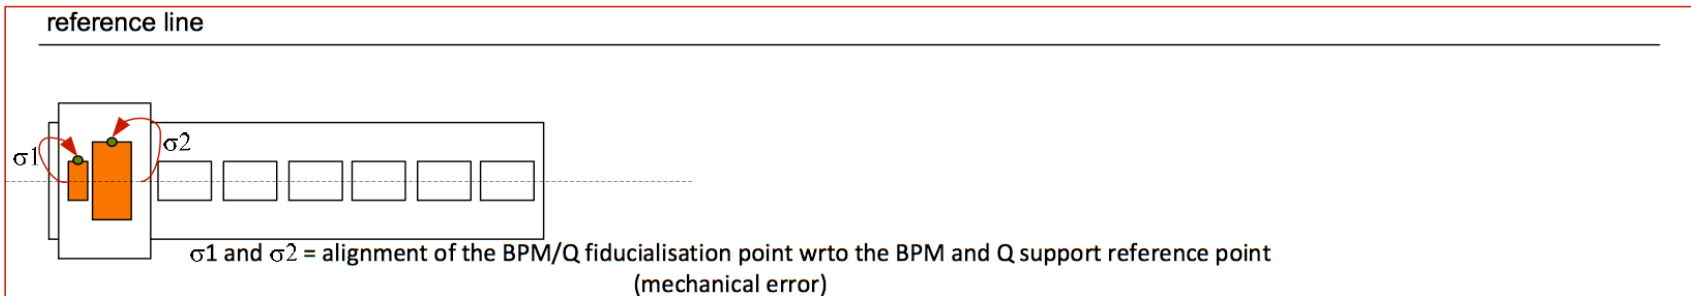 reference line
σ1
σ2
σ1 and σ2 = alignment of the BPM/Q fiducialisation point wrto the BPM and Q support reference point
(mechanical error)